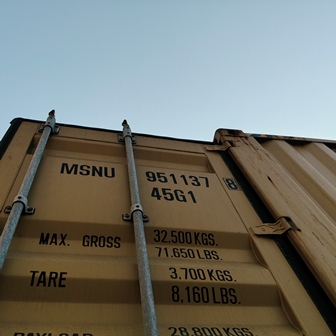 MSNU 951137 8
45G1
MAX. GROSS 32.500 KGS.
71.650 LBS.
TARE 3.700 KGS.
8.160 LBS.
PAYLOAD 28.800 KGS.